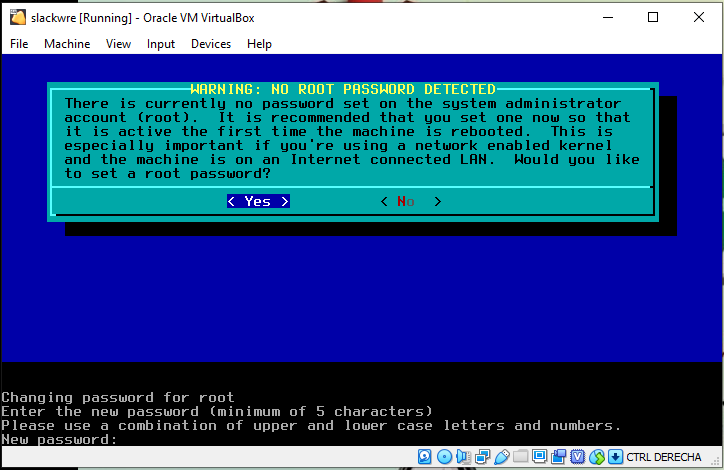 slackwre [Running] - Oracle VM VirtualBox
File Machine View Input Devices Help
WARNING: NO ROOT PASSWORD DETECTED
There is currently no password set on the system administrator
account (root).  It is recommended that you set one now so that
it is active the first time the machine is rebooted.  This is
especially important if you're using a network enabled kernel
and the machine is on an Internet connected LAN.  Would you like
to set a root password?
< Yes > < No >
Changing password for root
Enter the new password (minimum of 5 characters)
Please use a combination of upper and lower case letters and numbers.
New password:
CTRL DERECHA